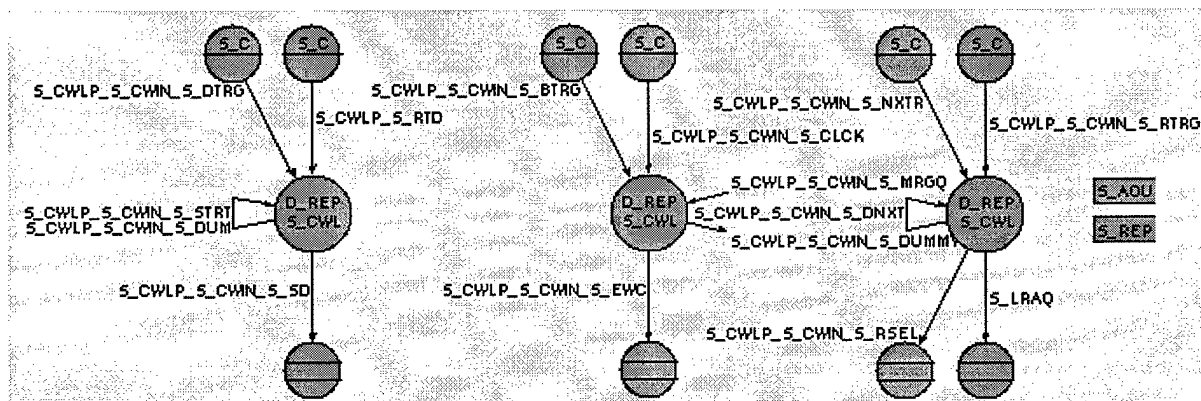 S_C
S_C
S_CWLP_S_CWIN_S_DTRG
S_CWLP_S_RTD
D_REP
S_CWL
S_CWLP_S_CWIN_S_STRT
S_CWLP_S_CWIN_S_DUM
S_CWLP_S_CWIN_S_SD
S_C
S_C
S_CWLP_S_CWIN_S_BTRG
S_CWLP_S_CWIN_S_CLCK
D_REP
S_CWL
S_CWLP_S_CWIN_S_MRGQ
S_CWLP_S_CWIN_S_DNXT
S_CWLP_S_CWIN_S_DUMMY
S_CWLP_S_CWIN_S_EWC
S_C
S_C
S_CWLP_S_CWIN_S_NXTR
S_CWLP_S_CWIN_S_RTRG
D_REP
S_CWL
S_CWLP_S_CWIN_S_RSEL
S_LRAQ
S_AOU
S_REP